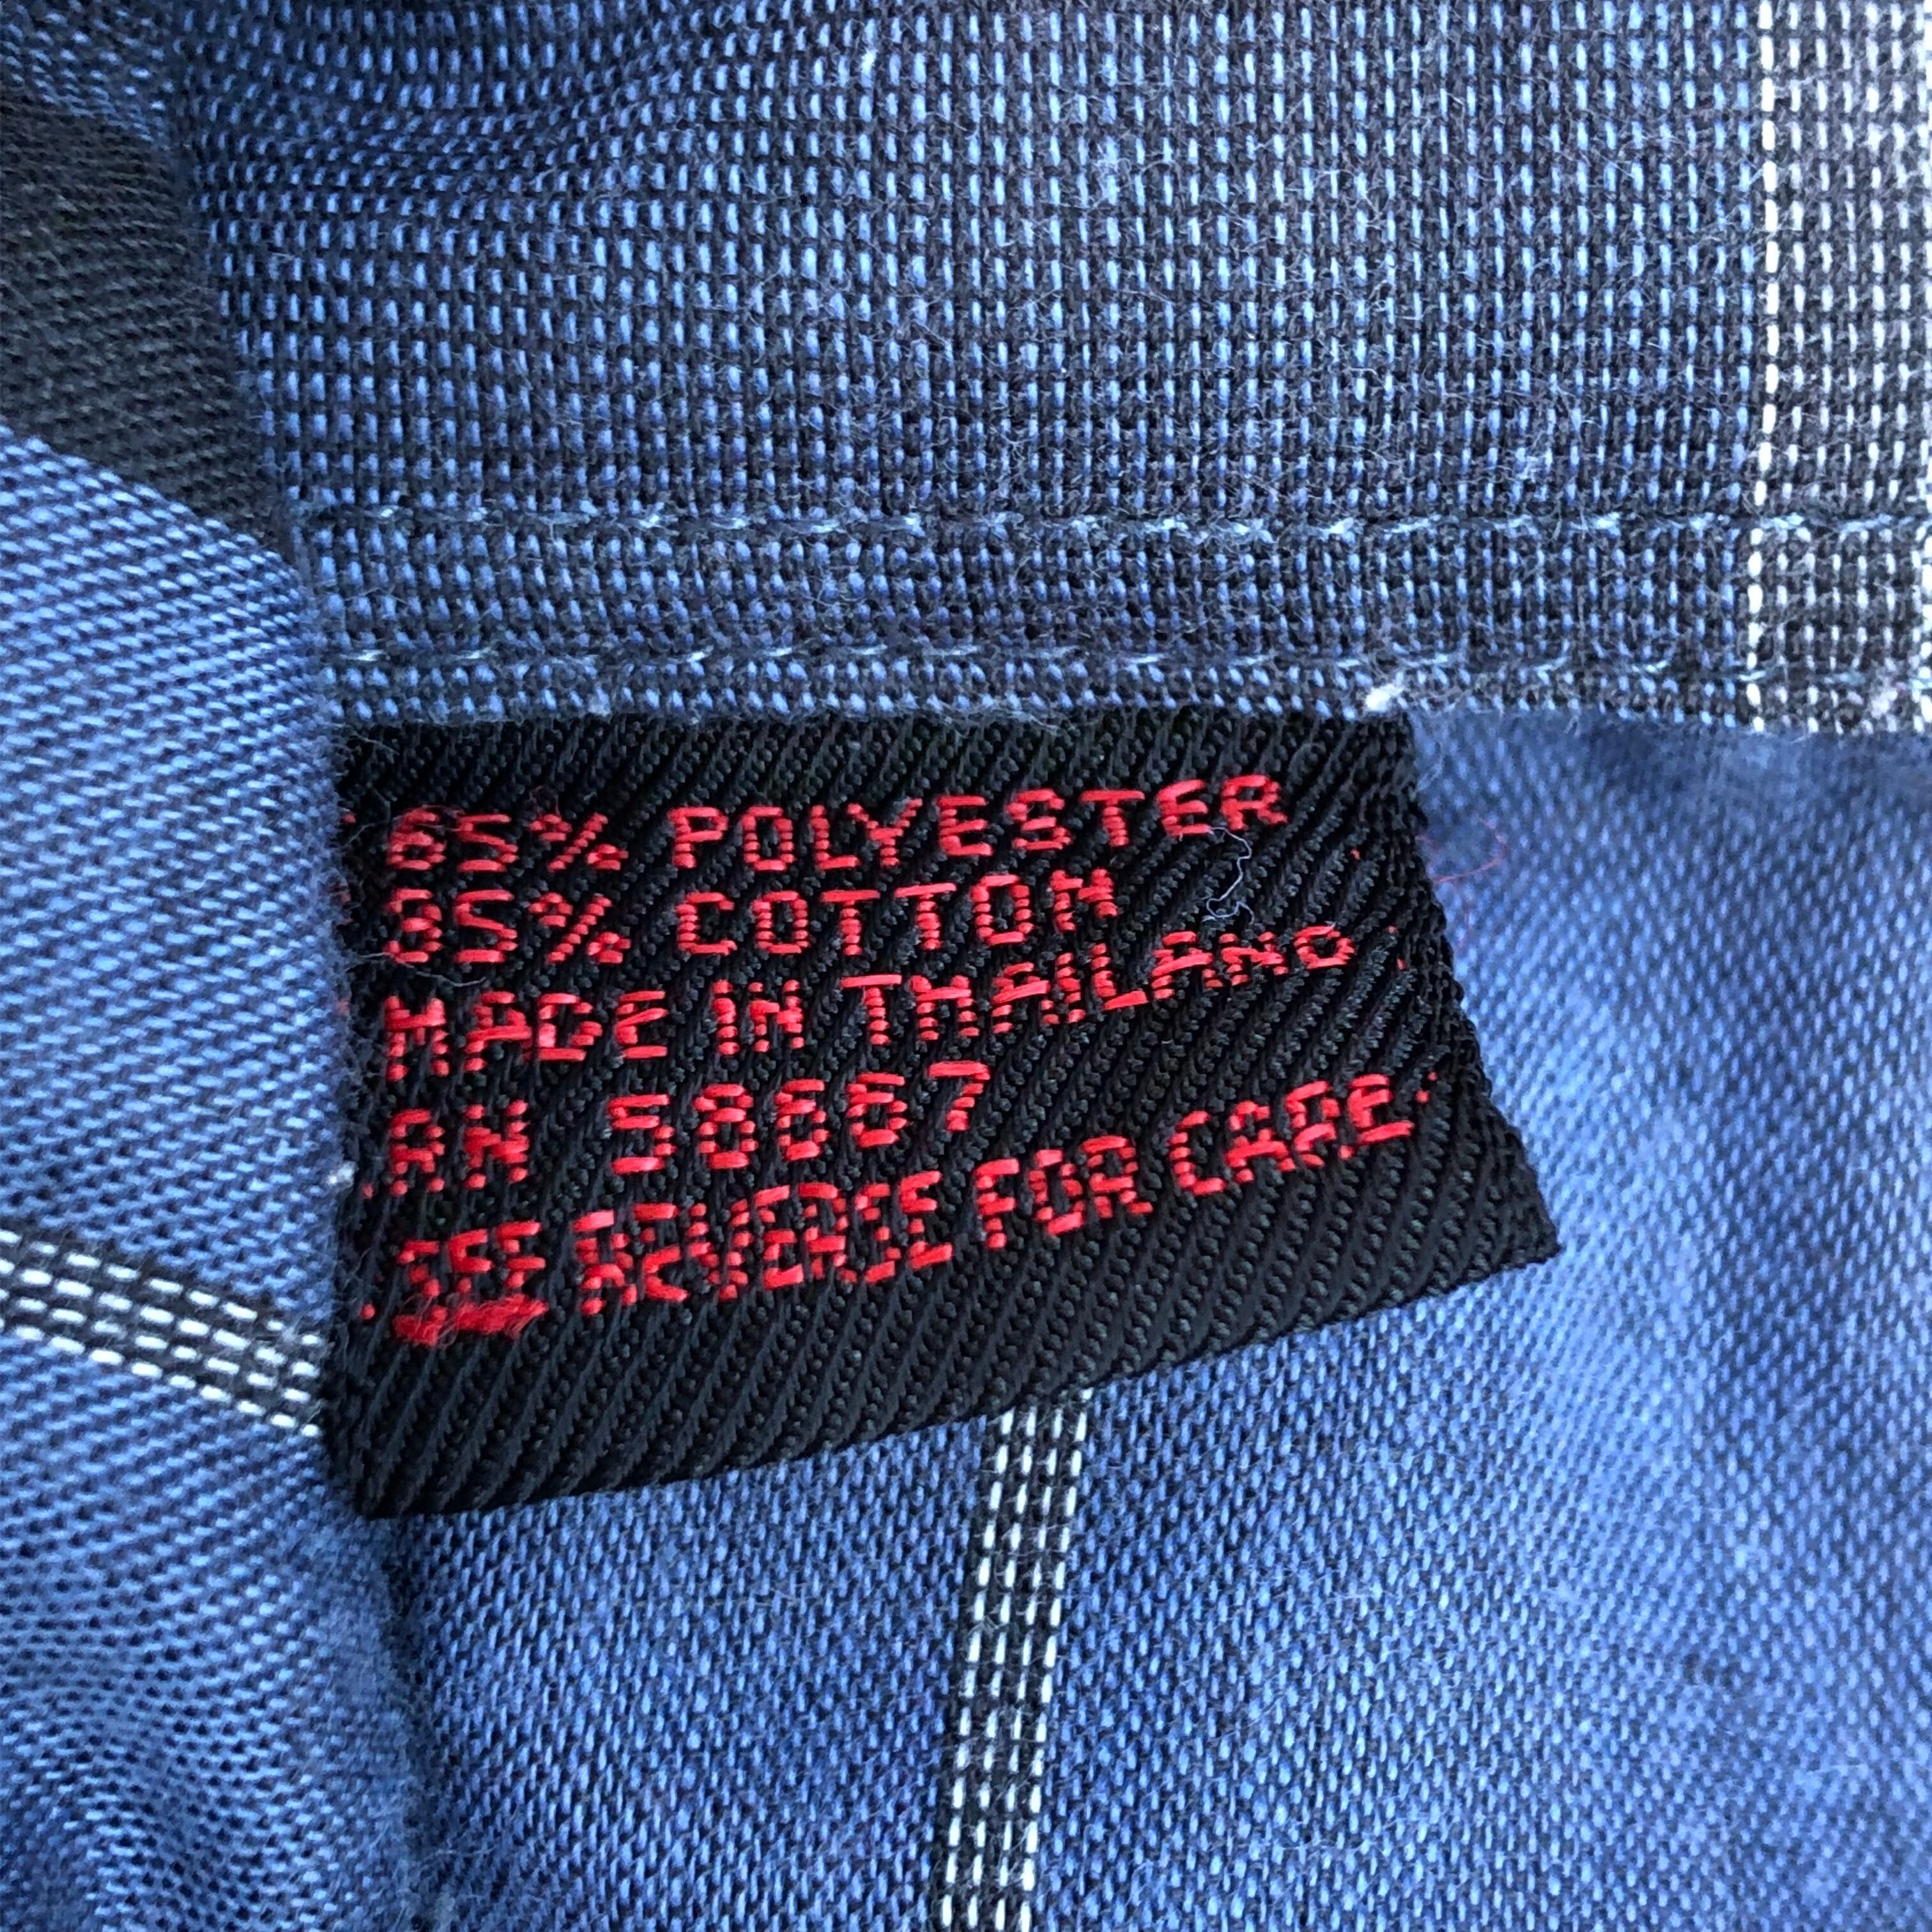 65% POLYESTER
35% COTTON
MADE IN THAILAND
RN 58667
SEE REVERSE FOR CARE